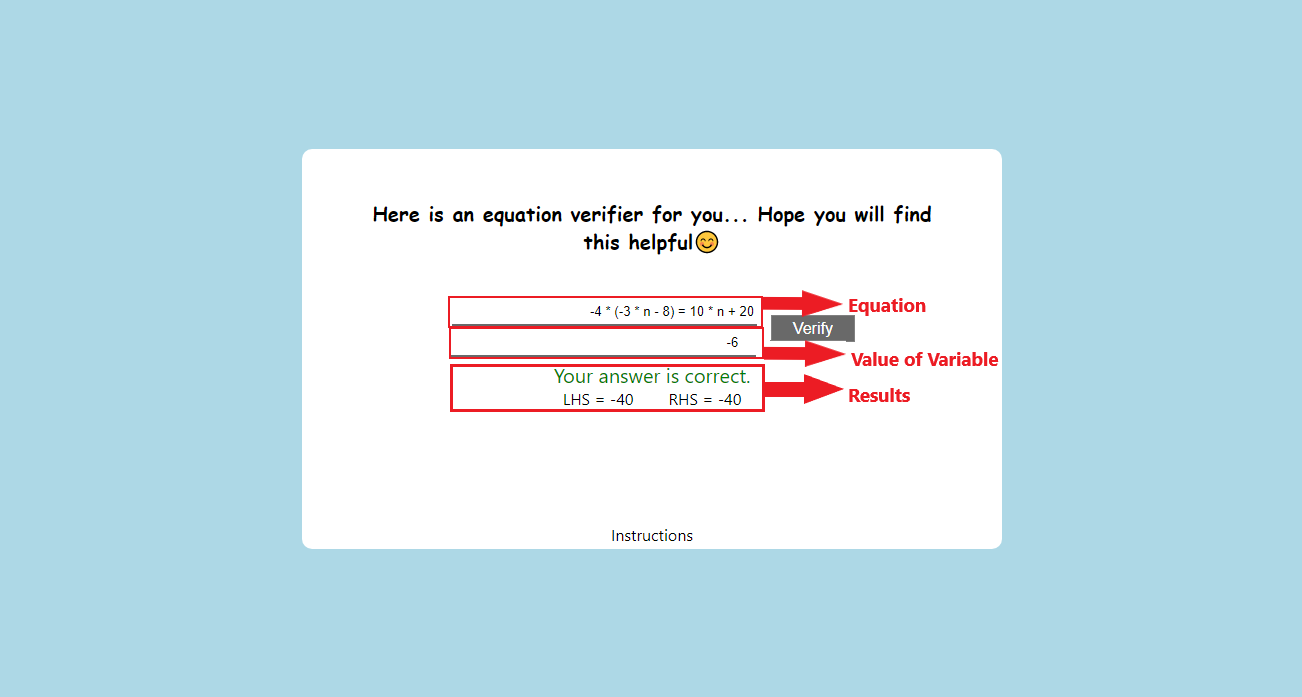 Here is an equation verifier for you... Hope you will find
this helpful😊
-4 * (-3 * n - 8) = 10 * n + 20
Equation
Verify
-6
Value of Variable
Your answer is correct.
LHS = -40 RHS = -40
Results
Instructions